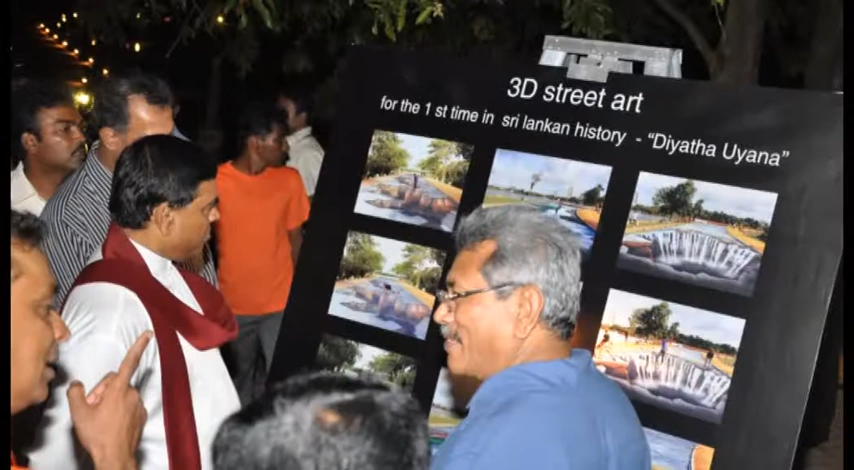 3D street art
for the 1 st time in sri lankan history - "Diyatha Uyana"